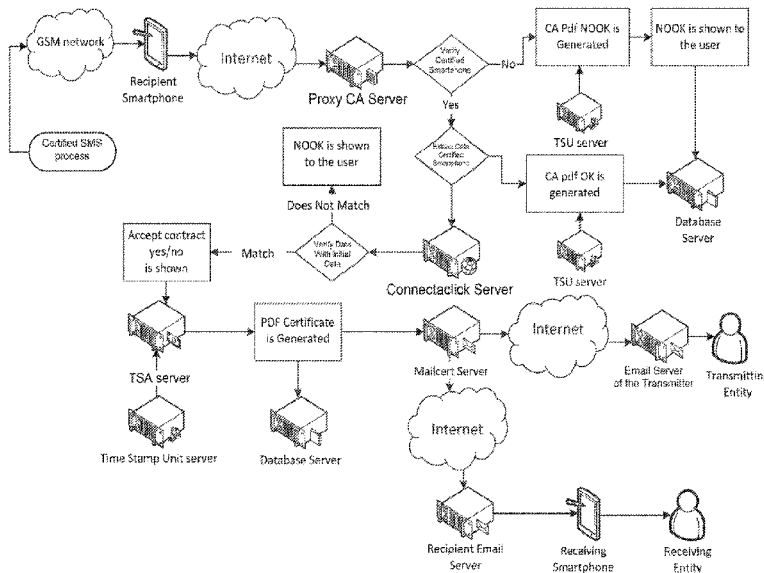 GSM network
Recipient
Smartphone
Internet
Proxy CA Server
Verify
Certified
Smartphone
No
Yes
CA Pdf NOOK is
Generated
NOOK is shown to
the user
TSU server
Certified SMS
process
NOOK is shown
to the user
Does Not Match
Extract Data
Certified
Smartphone
CA pdf OK is
generated
Database
Server
TSU server
Accept contract
yes/no
is shown
Match
Verify Data
With Initial
Data
Connectaclick Server
TSA server
PDF Certificate
is Generated
Mailcert Server
Internet
Email Server
of the Transmitter
Transmittin
Entity
Time Stamp Unit server
Database Server
Internet
Recipient Email
Server
Receiving
Smartphone
Receiving
Entity